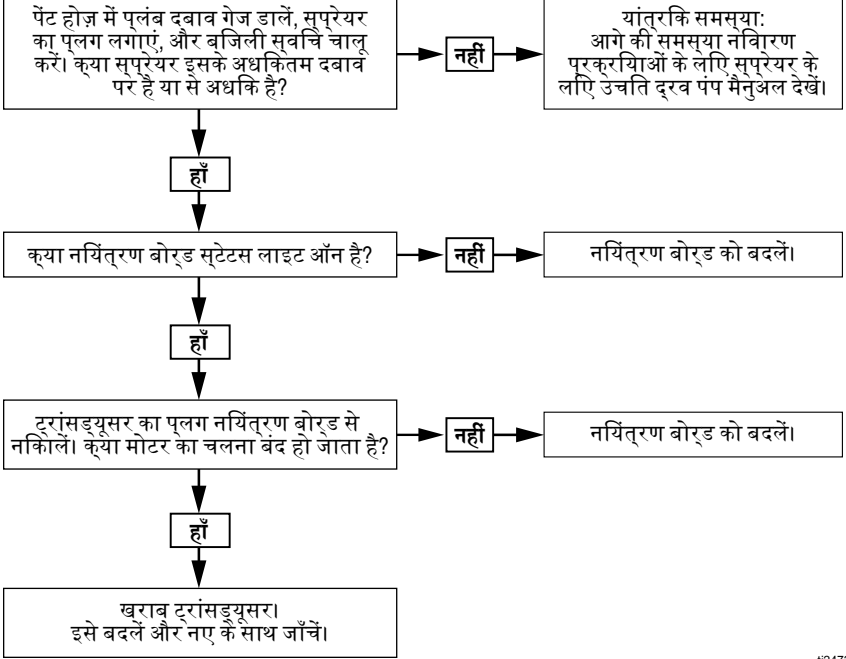 पेंट होज़ में प्लंब दबाव गेज डालें, स्प्रेयर
का प्लग लगाएं, और बिजली स्विच चालू
करें। क्या स्प्रेयर इसके अधिकतम दबाव
पर है या से अधिक है?
नहीं
यांत्रिक समस्या:
आगे की समस्या निवारण
प्रक्रियाओं के लिए स्प्रेयर के
लिए उचित द्रव पंप मैनुअल देखें।
हाँ
क्या नियंत्रण बोर्ड स्टेटस लाइट ऑन है?
नहीं
नियंत्रण बोर्ड को बदलें।
हाँ
ट्रांसड्यूसर का प्लग नियंत्रण बोर्ड से
निकालें। क्या मोटर का चलना बंद हो जाता है?
नहीं
नियंत्रण बोर्ड को बदलें।
हाँ
खराब ट्रांसड्यूसर।
इसे बदलें और नए के साथ जाँचें।